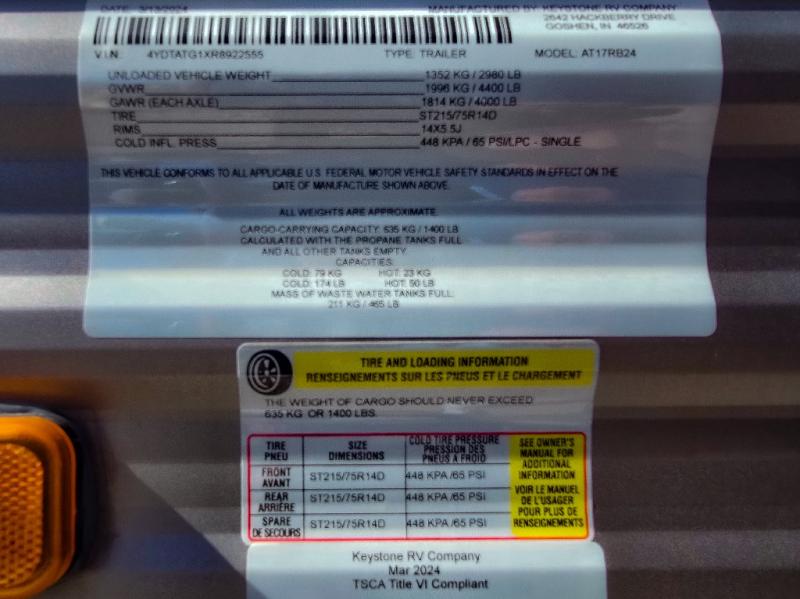 DATE: 3/13/2024 MANUFACTURED BY: KEYSTONE RV COMPANY
2642 HACKBERRY DRIVE
GOSHEN, IN 46526
V.I.N. 4YDTATG1XR8922555 TYPE: TRAILER MODEL: AT17RB24
UNLOADED VEHICLE WEIGHT 1352 KG / 2980 LB
GVWR 1996 KG / 4400 LB
GAWR (EACH AXLE) 1814 KG / 4000 LB
TIRE ST215/75R14D
RIMS 14X5.5J
COLD INFL. PRESS 448 KPA / 65 PSI/LPC - SINGLE
THIS VEHICLE CONFORMS TO ALL APPLICABLE U.S. FEDERAL MOTOR VEHICLE SAFETY STANDARDS IN EFFECT ON THE
DATE OF MANUFACTURE SHOWN ABOVE.
ALL WEIGHTS ARE APPROXIMATE.
CARGO-CARRYING CAPACITY: 635 KG / 1400 LB
CALCULATED WITH THE PROPANE TANKS FULL
AND ALL OTHER TANKS EMPTY.
CAPACITIES:
COLD: 79 KG HOT: 23 KG
COLD: 174 LB HOT: 50 LB
MASS OF WASTE WATER TANKS FULL:
211 KG / 465 LB
TIRE AND LOADING INFORMATION
RENSEIGNEMENTS SUR LES PNEUS ET LE CHARGEMENT
THE WEIGHT OF CARGO SHOULD NEVER EXCEED
635 KG OR 1400 LBS.
TIRE PNEU SIZE DIMENSIONS COLD TIRE PRESSURE PRESSION DES PNEUS A FROID
FRONT AVANT ST215/75R14D 448 KPA /65 PSI
REAR ARRIÈRE ST215/75R14D 448 KPA /65 PSI
SPARE DE SECOURS ST215/75R14D 448 KPA /65 PSI
SEE OWNER'S
MANUAL FOR
ADDITIONAL
INFORMATION
VOIR LE MANUEL
DE L'USAGER
POUR PLUS DE
RENSEIGNEMENTS
Keystone RV Company
Mar 2024
TSCA Title VI Compliant